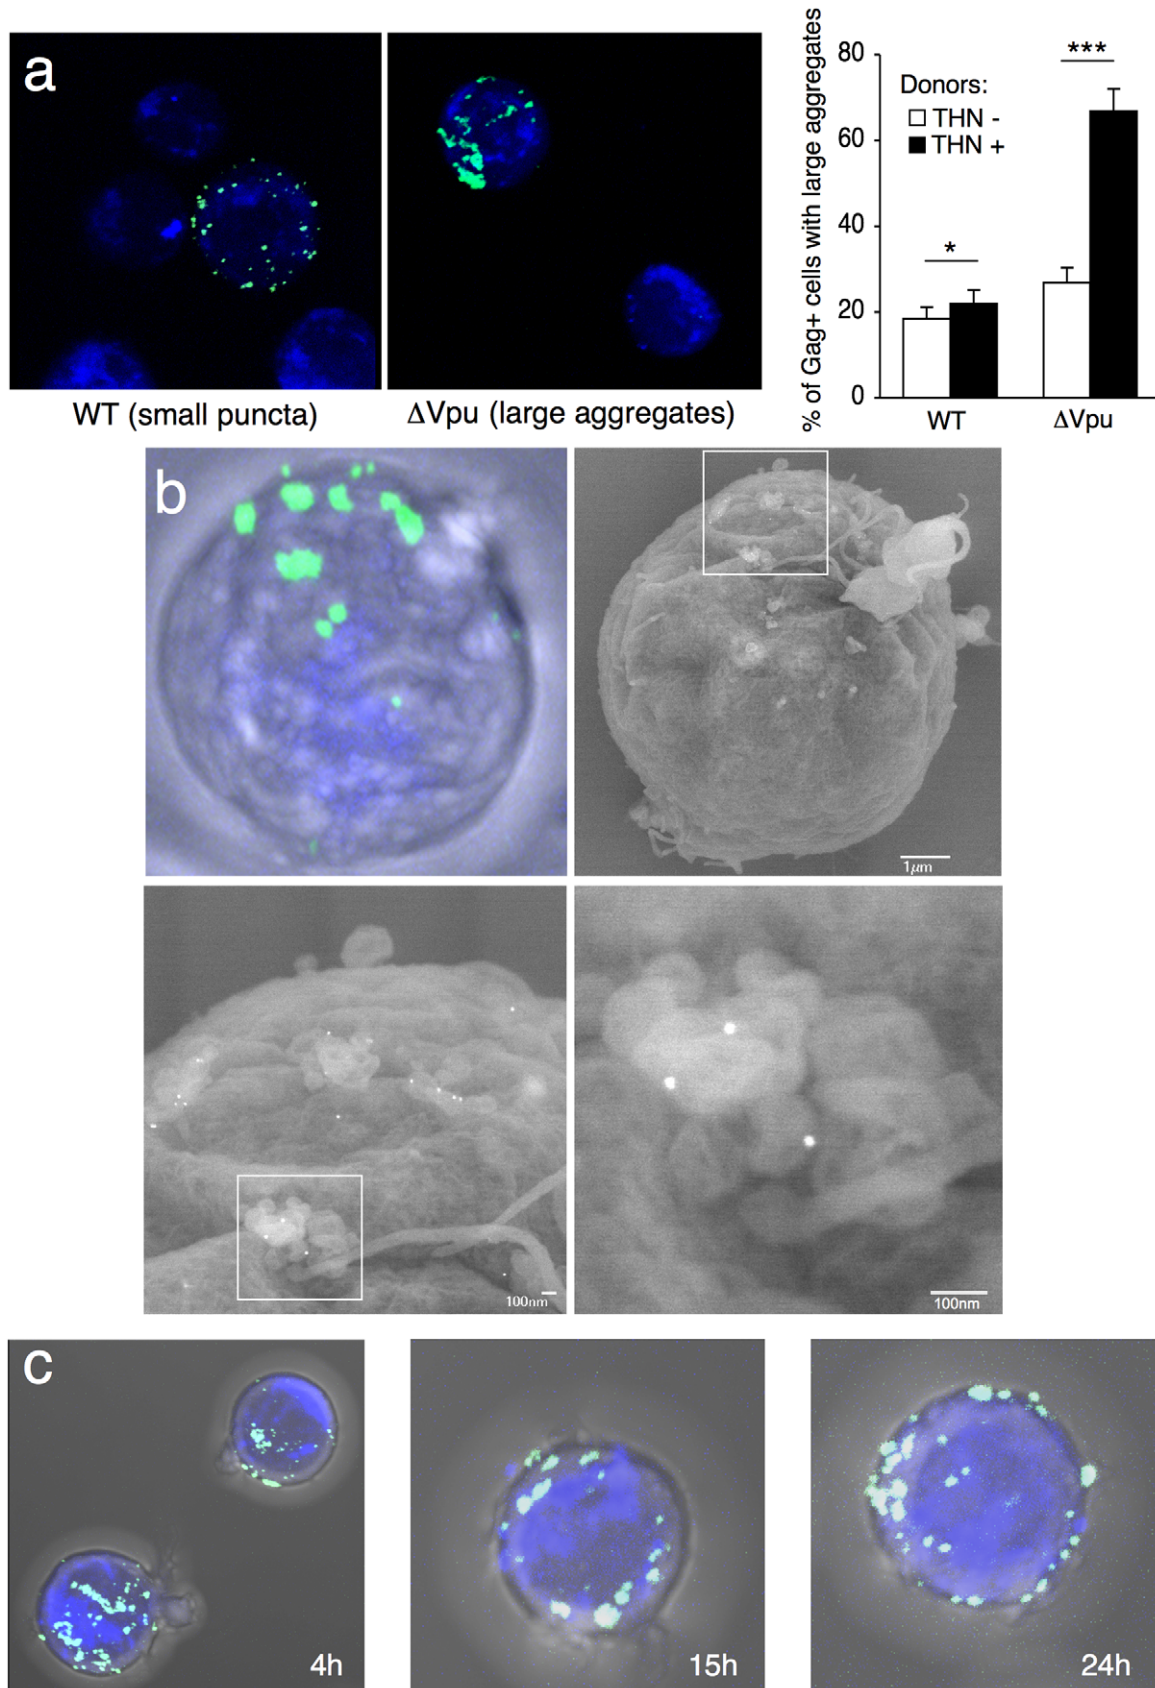 a
WT (small puncta)
ΔVpu (large aggregates)
% of Gag+ cells with large aggregates
80
60
40
20
0
Donors:
THN -
THN +
*
***
WT
ΔVpu
b
1µm
100nm
100nm
c
4h
15h
24h